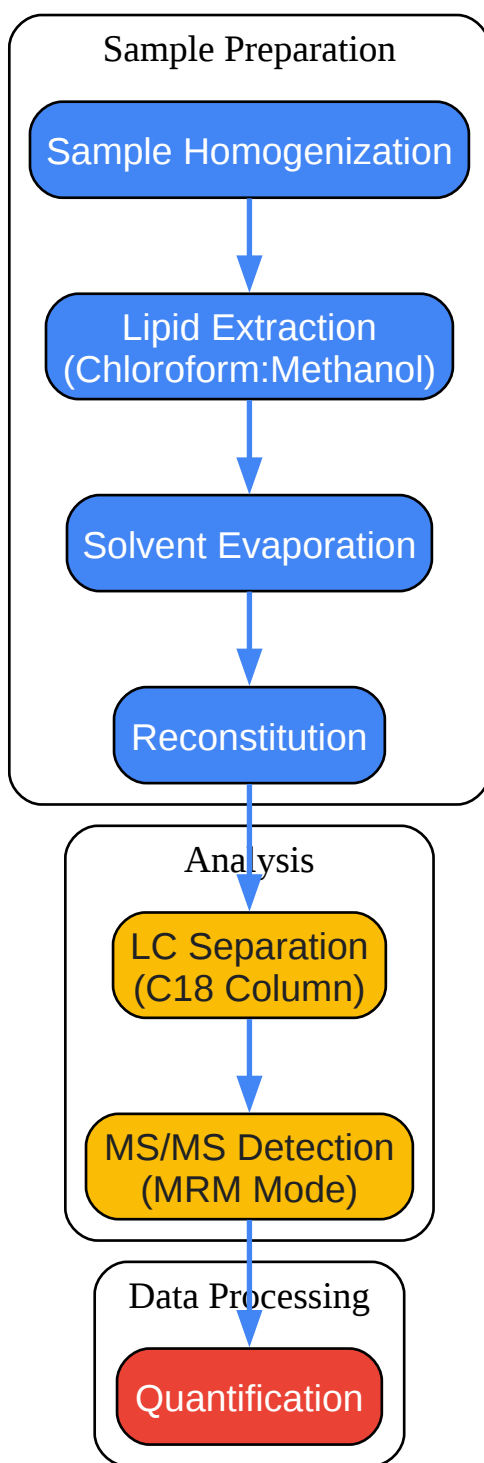 Sample Preparation
Sample Homogenization
Lipid Extraction
(Chloroform:Methanol)
Solvent Evaporation
Reconstitution
Analysis
LC Separation
(C18 Column)
MS/MS Detection
(MRM Mode)
Data Processing
Quantification